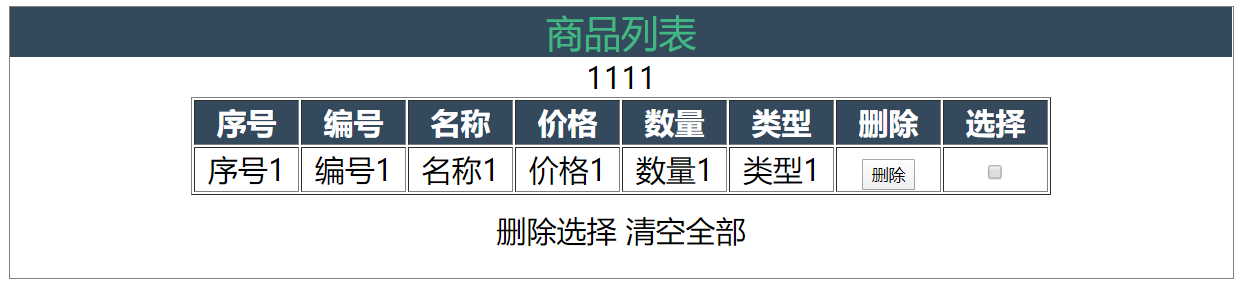 商品列表
1111
序号 编号 名称 价格 数量 类型 删除 选择
序号1 编号1 名称1 价格1 数量1 类型1 删除
删除选择 清空全部